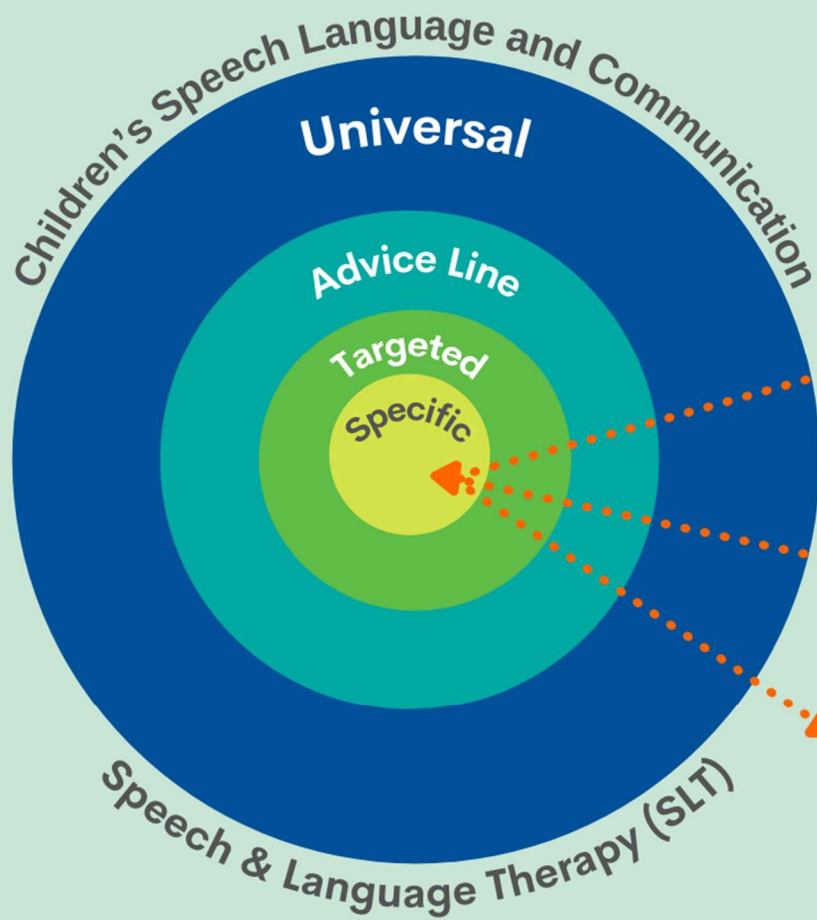 Children’s Speech Language and Communication
Universal
Advice Line
Targeted
Specific
Speech & Language Therapy (SLT)